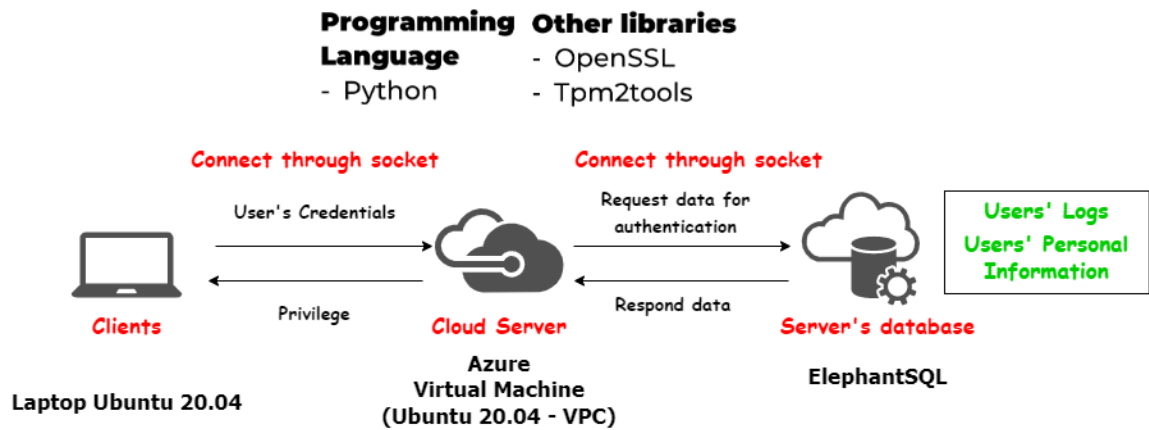 Programming
Language
- Python
Other libraries
- OpenSSL
- Tpm2tools
Connect through socket
Connect through socket
User's Credentials
Request data for
authentication
Users' Logs
Users' Personal
Information
Privilege
Respond data
Clients
Cloud Server
Server's database
Laptop Ubuntu 20.04
Azure
Virtual Machine
(Ubuntu 20.04 - VPC)
ElephantSQL